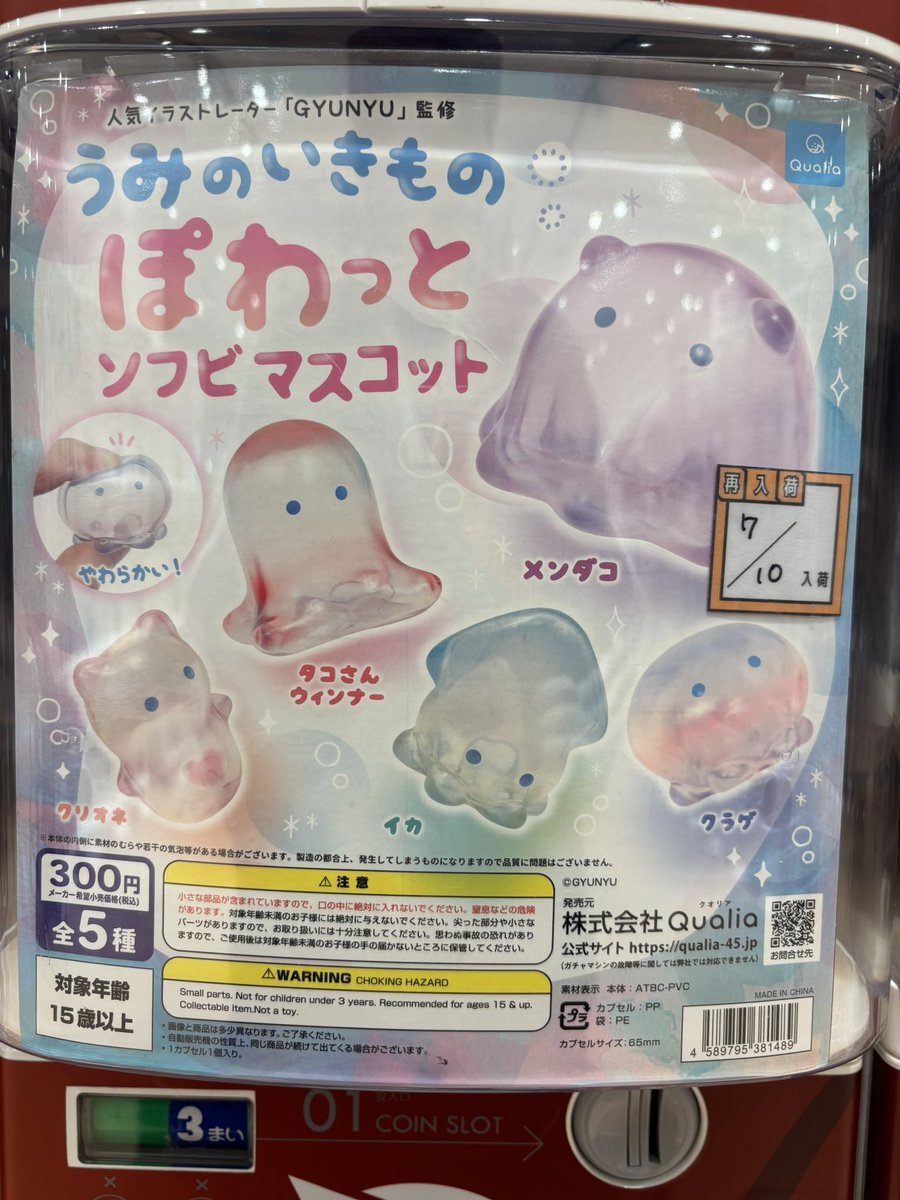 人気イラストレーター「GYUNYU」監修
Qualia
うみのいきもの
ぽわっと
ソフビマスコット
やわらかい!
メンダコ
再入荷
7/10 入荷
タコさん
ウィンナー
クリオネ
イカ
クラゲ
※本体の内側に素材のむらや若干の気泡等がある場合がございます。製造の都合上、発生してしまうものになりますので品質に問題はございません。
300円
メーカー希望小売価格(税込)
全5種
対象年齢
15歳以上
⚠注意
小さな部品が含まれていますので、口の中に絶対に入れないでください。窒息などの危険
があります。対象年齢未満のお子様には絶対に与えないでください。尖った部分や小さな
パーツがありますので、お取り扱いには十分注意してください。思わぬ事故の恐れがあり
ますので、ご使用後は対象年齢未満のお子様の手の届かないところに保管してください。
⚠WARNING CHOKING HAZARD
Small parts. Not for children under 3 years. Recommended for ages 15 & up.
Collectable Item.Not a toy.
・画像と商品は多少異なります。ご了承ください。
・自動販売機の性質上、同じ商品が続けて出てくる場合がございます。
・1カプセル1個入り。
©GYUNYU
発売元
クオリア
株式会社Qualia
公式サイト https://qualia-45.jp
(ガチャマシンの故障等に関しては弊社では対応できません)
お問合せ先
素材表示 本体:ATBC-PVC
プラ
カプセル:PP
袋:PE
カプセルサイズ:65mm
MADE IN CHINA
4 589795 381489
3まい
01
投入口
COIN SLOT